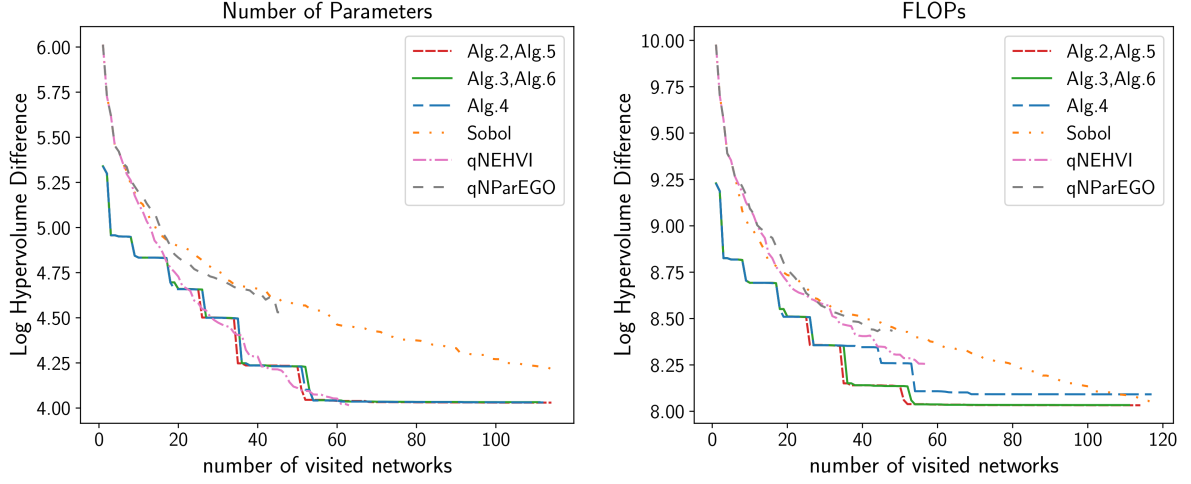 Number of Parameters
Log Hypervolume Difference
6.00
5.75
5.50
5.25
5.00
4.75
4.50
4.25
4.00
Alg.2,Alg.5
Alg.3,Alg.6
Alg.4
Sobol
qNEHVI
qNParEGO
0 20 40 60 80 100
number of visited networks
FLOPs
Log Hypervolume Difference
10.00
9.75
9.50
9.25
9.00
8.75
8.50
8.25
8.00
Alg.2,Alg.5
Alg.3,Alg.6
Alg.4
Sobol
qNEHVI
qNParEGO
0 20 40 60 80 100 120
number of visited networks